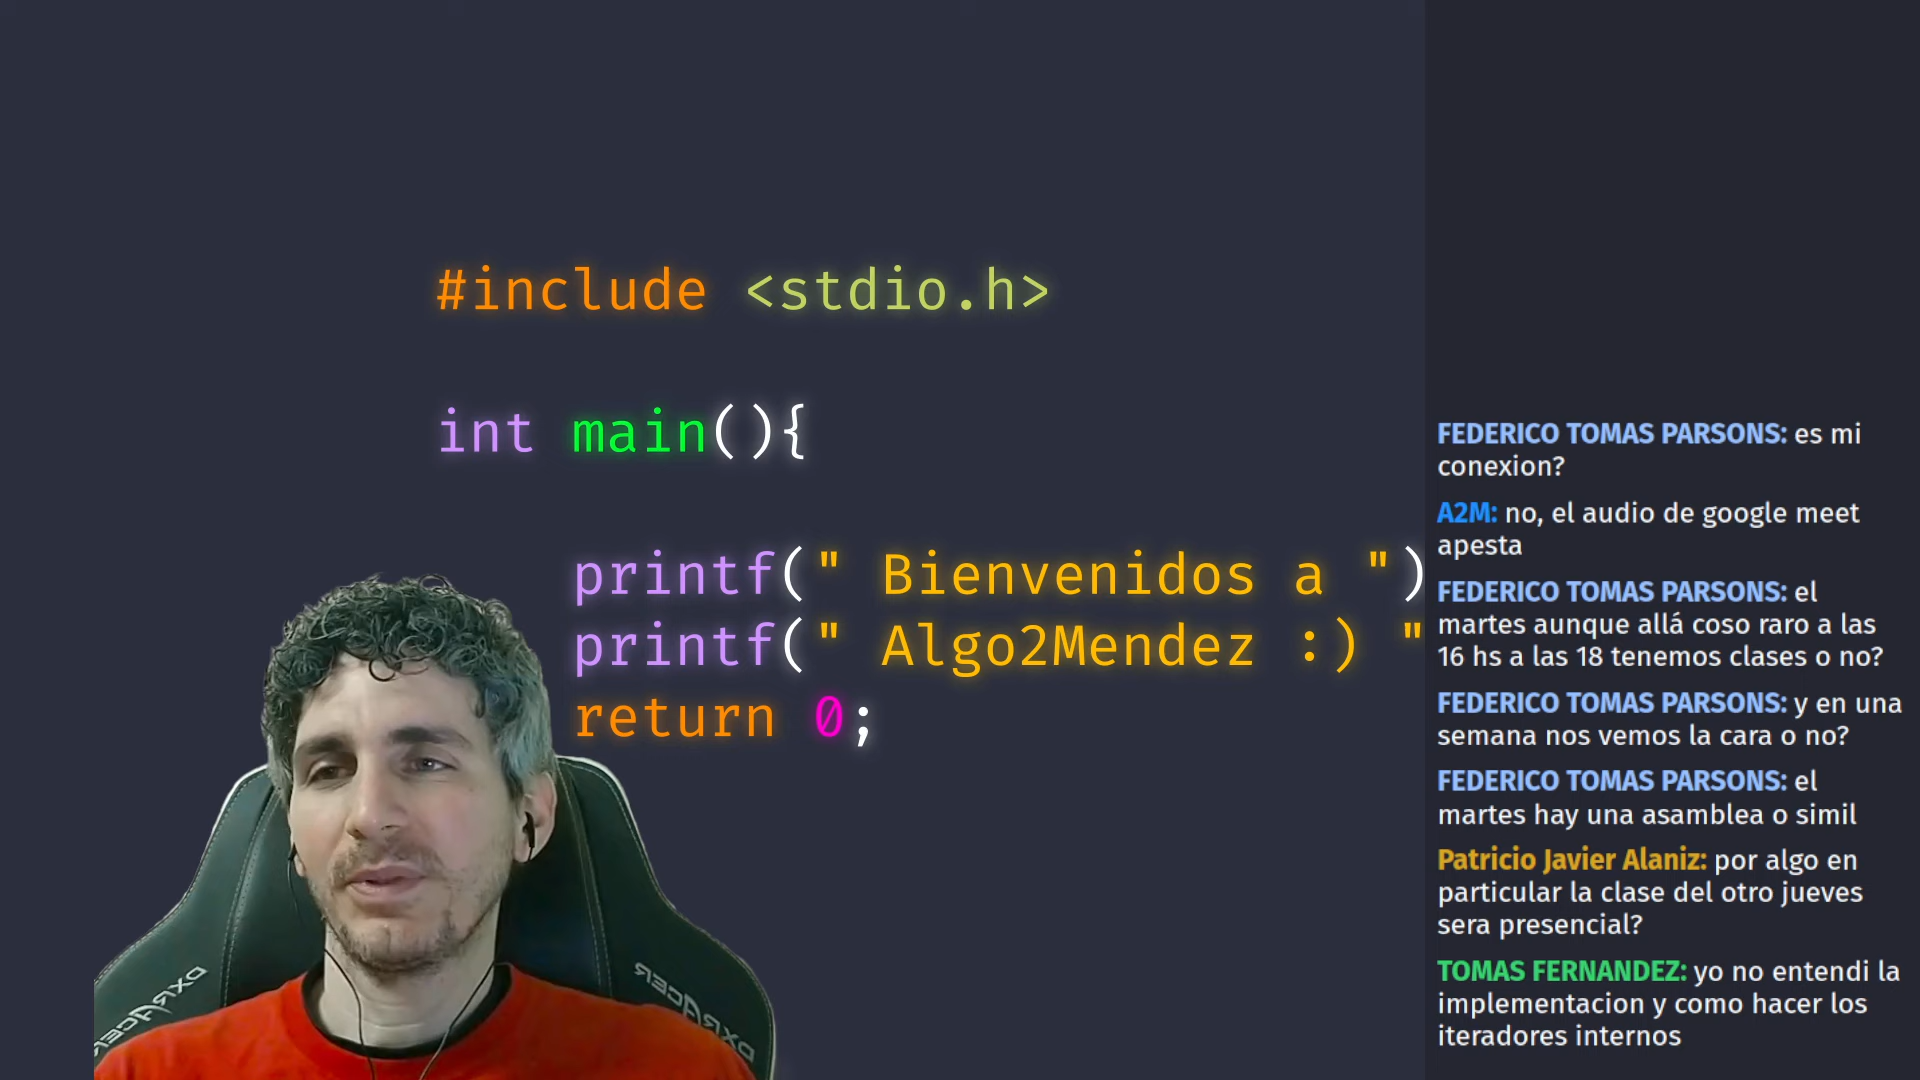 #include <stdio.h>
int main(){
printf(" Bienvenidos a ")
printf(" Algo2Mendez :) "
return 0;
FEDERICO TOMAS PARSONS: es mi
conexion?
A2M: no, el audio de google meet
apesta
FEDERICO TOMAS PARSONS: el
martes aunque allá coso raro a las
16 hs a las 18 tenemos clases o no?
FEDERICO TOMAS PARSONS: y en una
semana nos vemos la cara o no?
FEDERICO TOMAS PARSONS: el
martes hay una asamblea o simil
Patricio Javier Alaniz: por algo en
particular la clase del otro jueves
sera presencial?
TOMAS FERNANDEZ: yo no entendi la
implementacion y como hacer los
iteradores internos
DXRACER
DXRACER